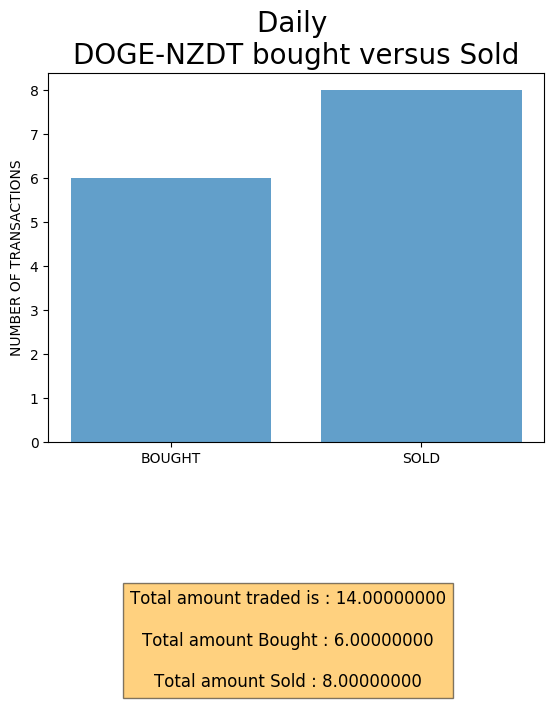 Daily
DOGE-NZDT bought versus Sold
NUMBER OF TRANSACTIONS
8
7
6
5
4
3
2
1
0
BOUGHT SOLD
Total amount traded is : 14.00000000
Total amount Bought : 6.00000000
Total amount Sold : 8.00000000